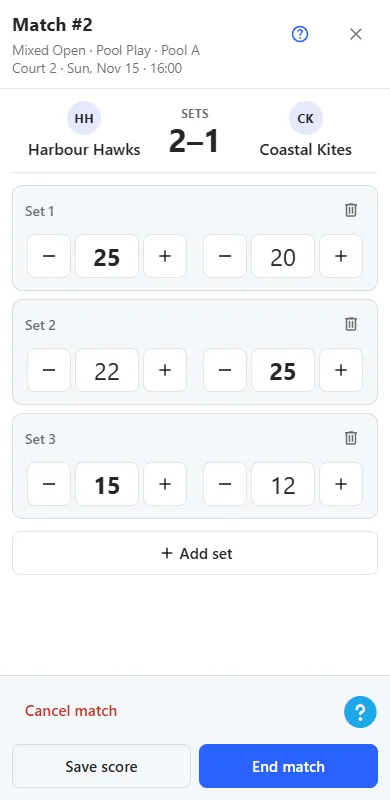 Match #2
Mixed Open · Pool Play · Pool A
Court 2 · Sun, Nov 15 · 16:00
HH
SETS
CK
Harbour Hawks
2–1
Coastal Kites
Set 1
− 25 + − 20 +
Set 2
− 22 + − 25 +
Set 3
− 15 + − 12 +
+ Add set
Cancel match
?
Save score
End match